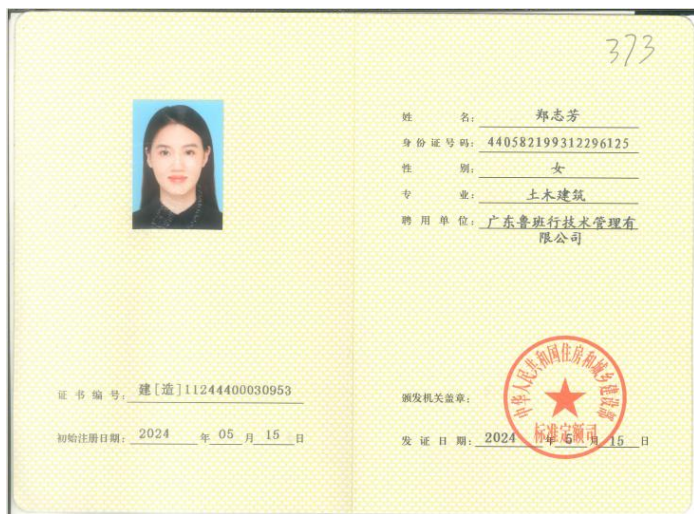 373
姓 名: 郑志芳
身份证号码: 440582199312296125
性 别: 女
专 业: 土木建筑
聘用单位: 广东鲁班行技术管理有
限公司
证书编号: 建[造]11244400030953
初始注册日期: 2024 年 05 月 15 日
颁发机关盖章:
中华人民共和国住房和城乡建设部
标准定额司
发证日期: 2024 年 5 月 15 日